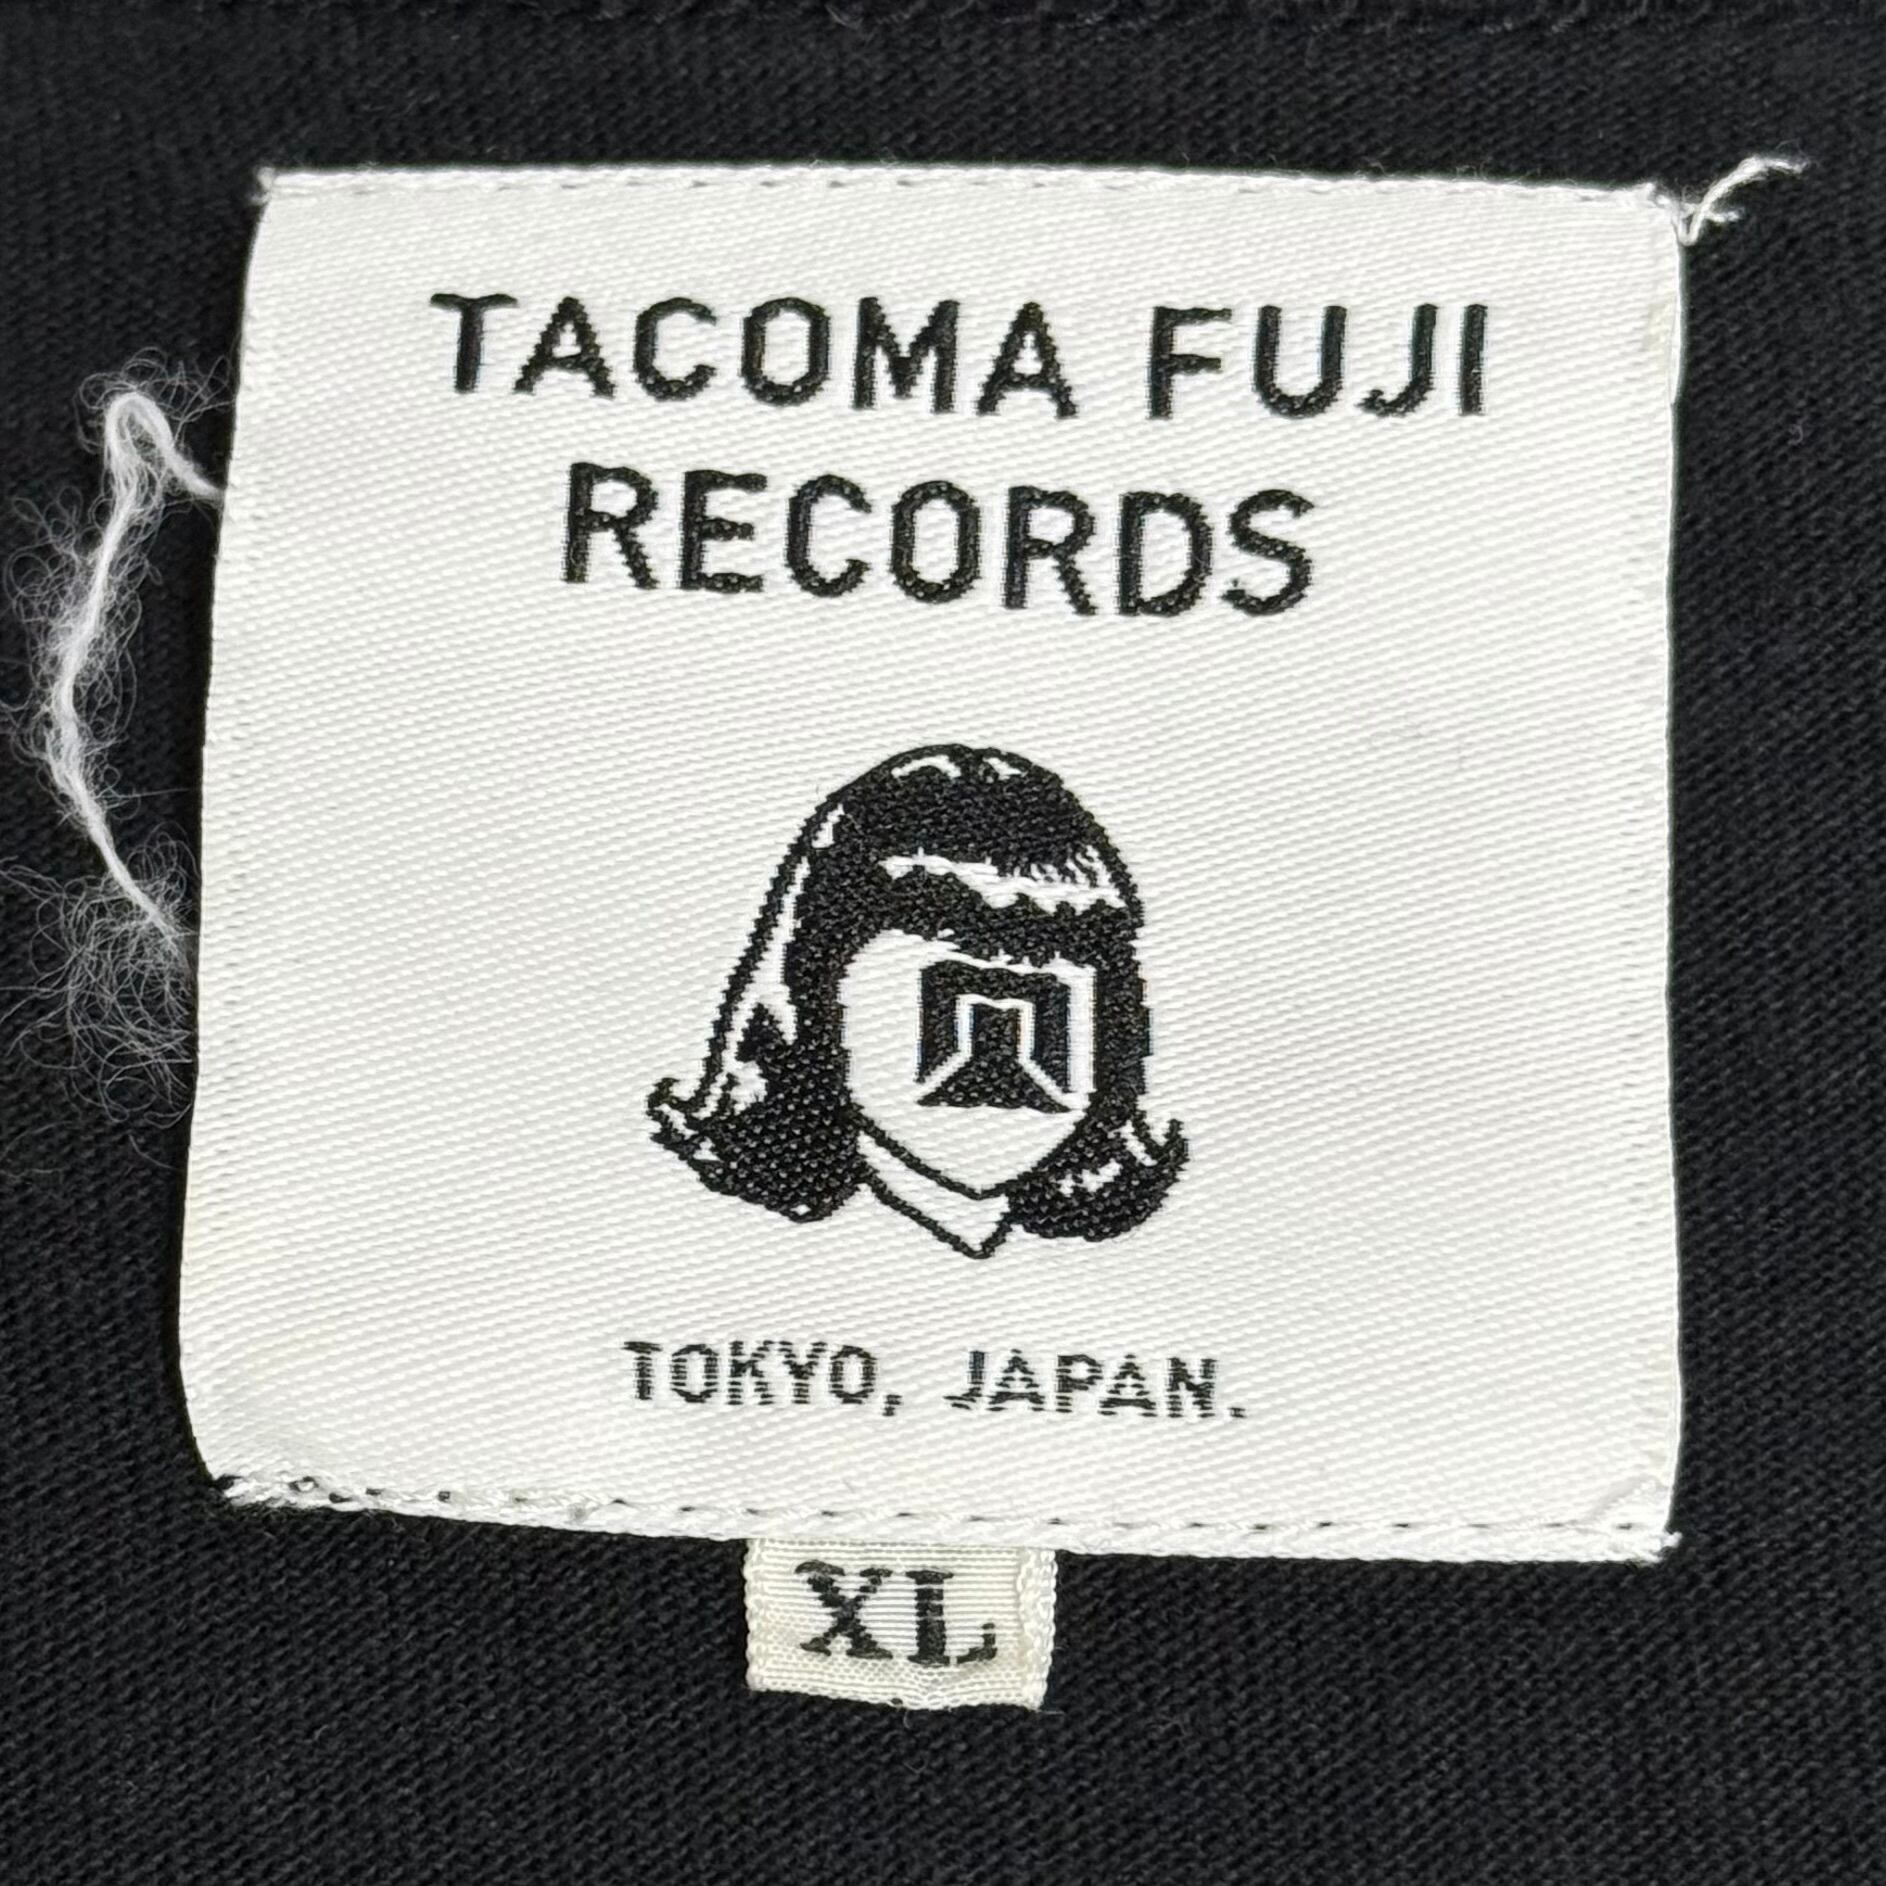 TACOMA FUJI
RECORDS
TOKYO, JAPAN.
XL